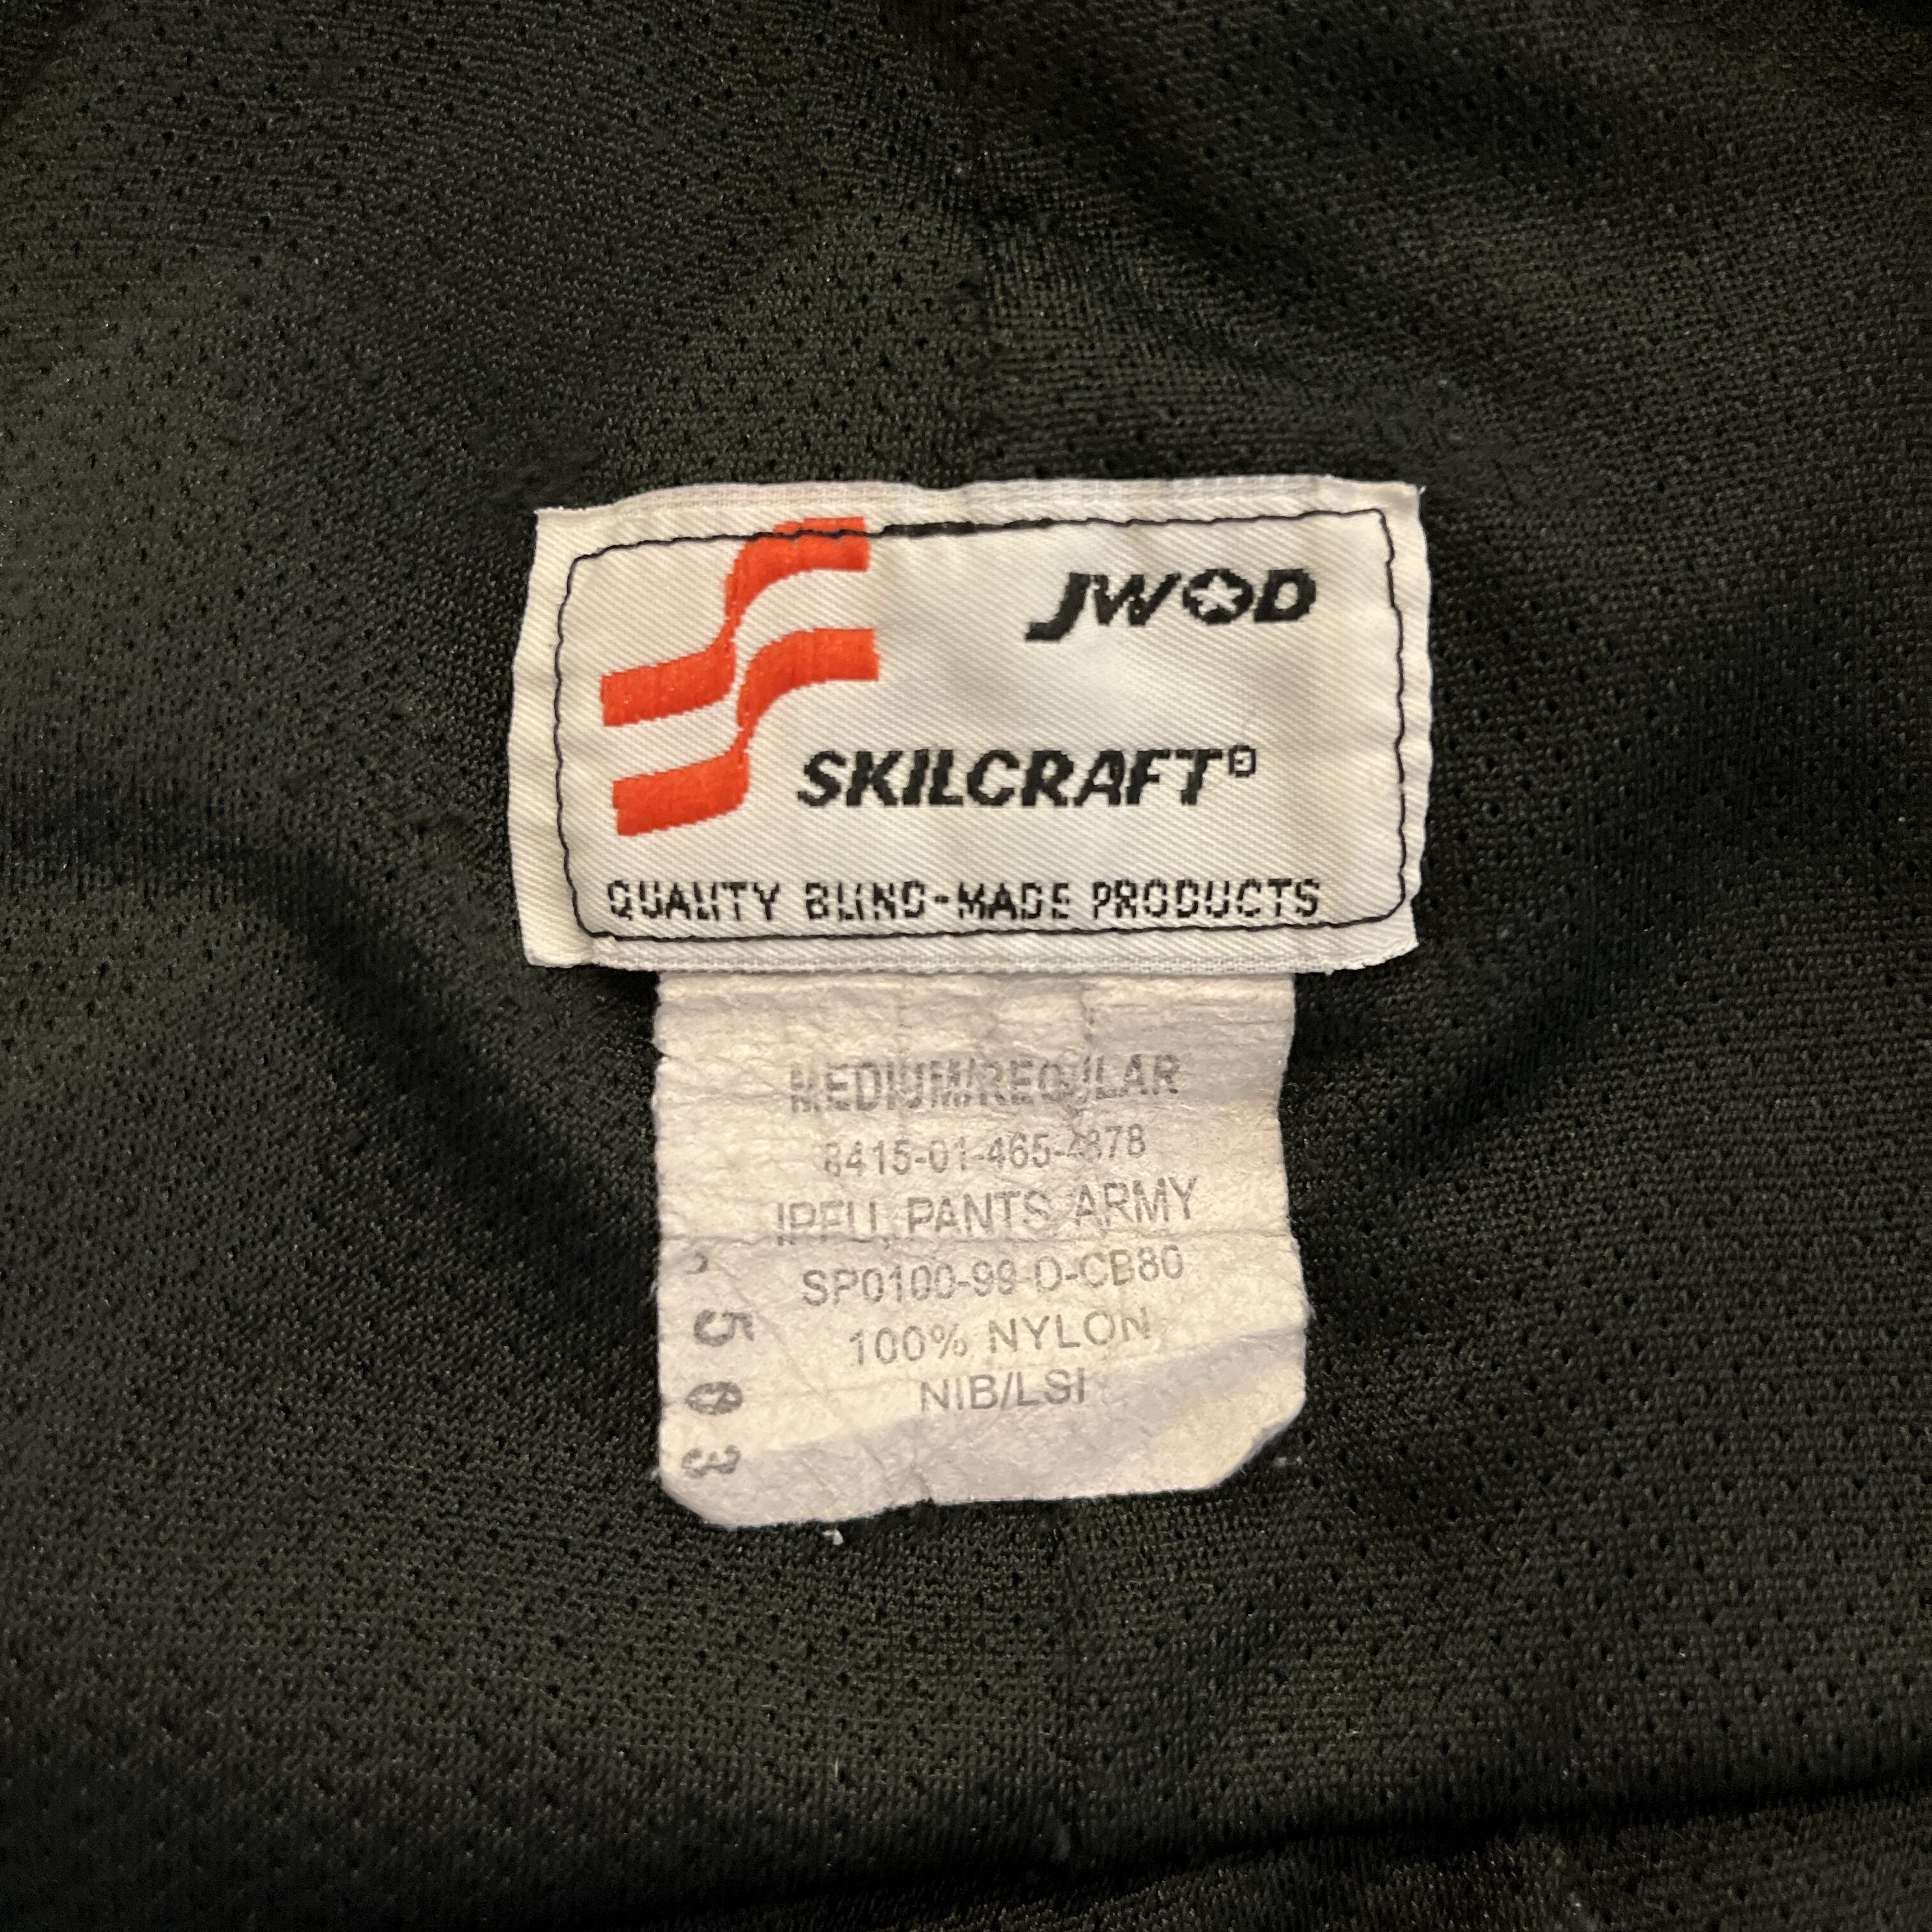 JWOD
SKILCRAFT®
QUALITY BLIND-MADE PRODUCTS
MEDIUM/REGULAR
8415-01-465-4878
IPFU, PANTS ARMY
SP0100-99-D-CB80
100% NYLON
NIB/LSI
5603